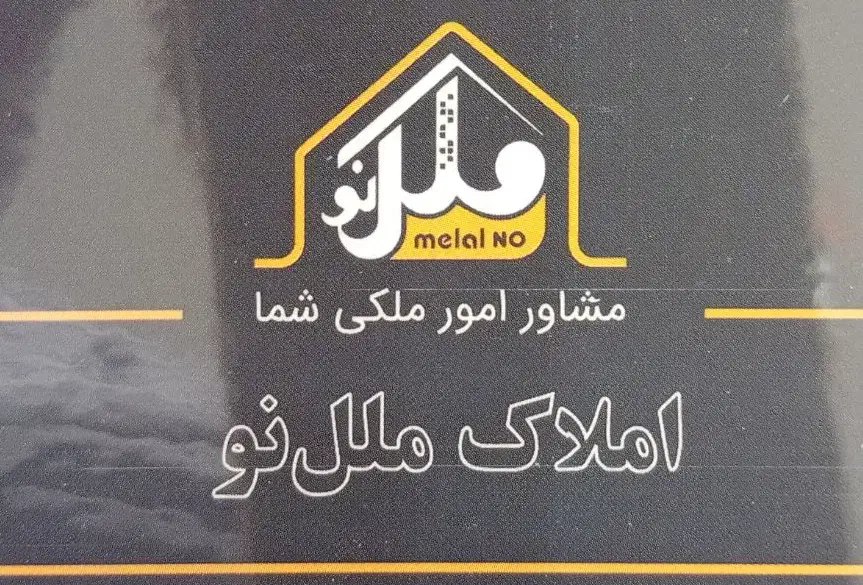 ملل نو
melal NO
مشاور امور ملکی شما
املاک ملل‌نو